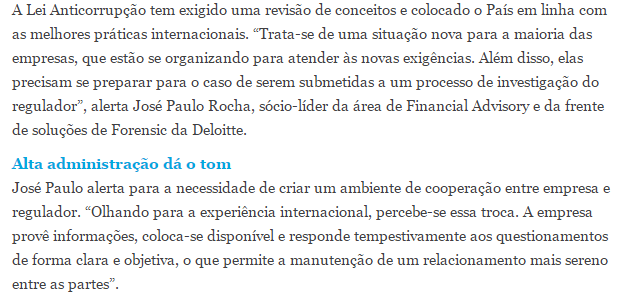 A Lei Anticorrupção tem exigido uma revisão de conceitos e colocado o País em linha com
as melhores práticas internacionais. “Trata-se de uma situação nova para a maioria das
empresas, que estão se organizando para atender às novas exigências. Além disso, elas
precisam se preparar para o caso de serem submetidas a um processo de investigação do
regulador”, alerta José Paulo Rocha, sócio-líder da área de Financial Advisory e da frente
de soluções de Forensic da Deloitte.
Alta administração dá o tom
José Paulo alerta para a necessidade de criar um ambiente de cooperação entre empresa e
regulador. “Olhando para a experiência internacional, percebe-se essa troca. A empresa
provê informações, coloca-se disponível e responde tempestivamente aos questionamentos
de forma clara e objetiva, o que permite a manutenção de um relacionamento mais sereno
entre as partes”.